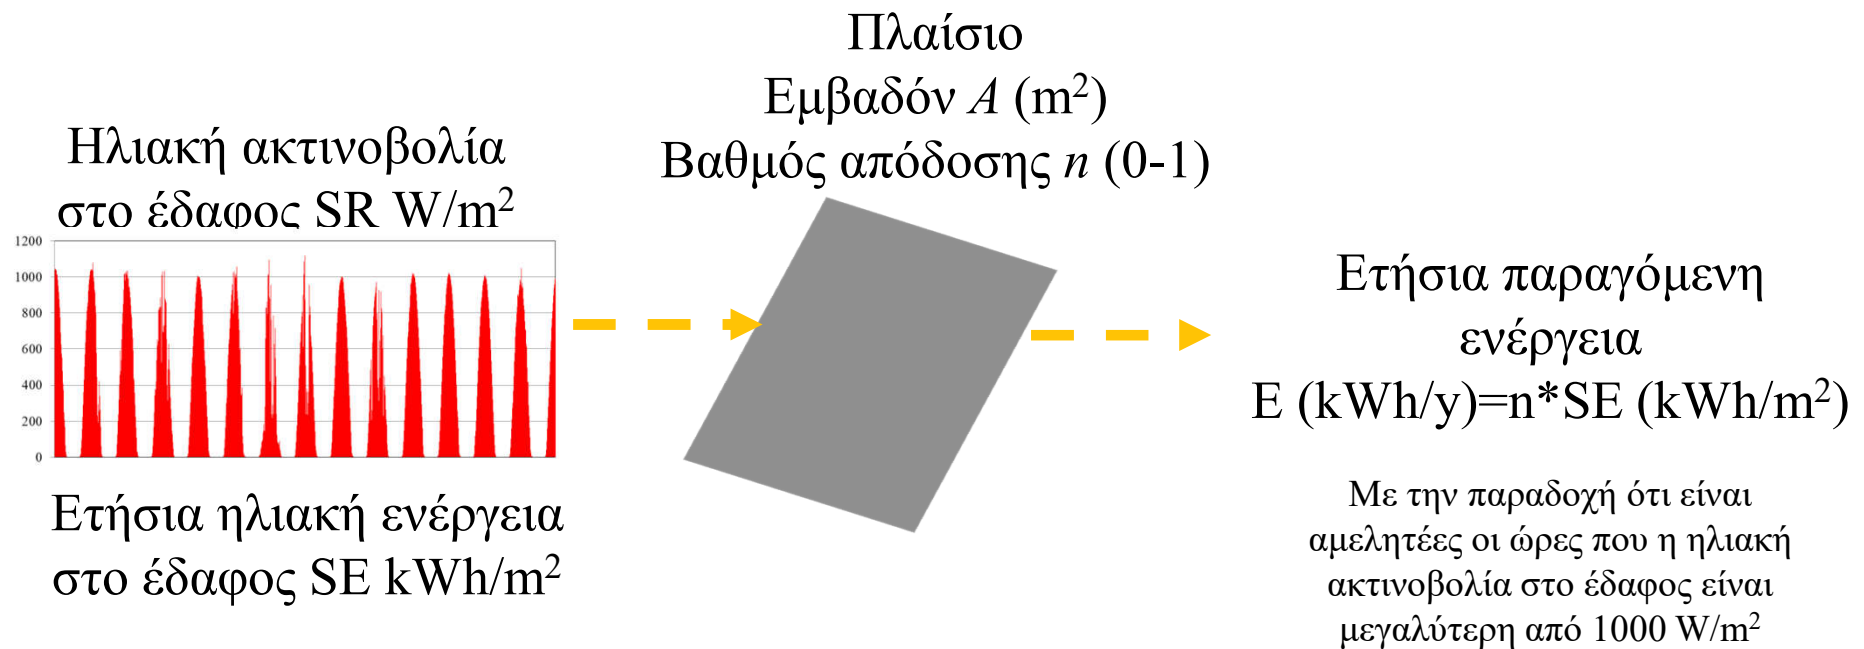 Πλαίσιο
Εμβαδόν A (m²)
Βαθμός απόδοσης n (0-1)
Ηλιακή ακτινοβολία
στο έδαφος SR W/m²
1200
1000
800
600
400
200
0
Ετήσια ηλιακή ενέργεια
στο έδαφος SE kWh/m²
Ετήσια παραγόμενη
ενέργεια
E (kWh/y)=n*SE (kWh/m²)
Με την παραδοχή ότι είναι
αμελητέες οι ώρες που η ηλιακή
ακτινοβολία στο έδαφος είναι
μεγαλύτερη από 1000 W/m²